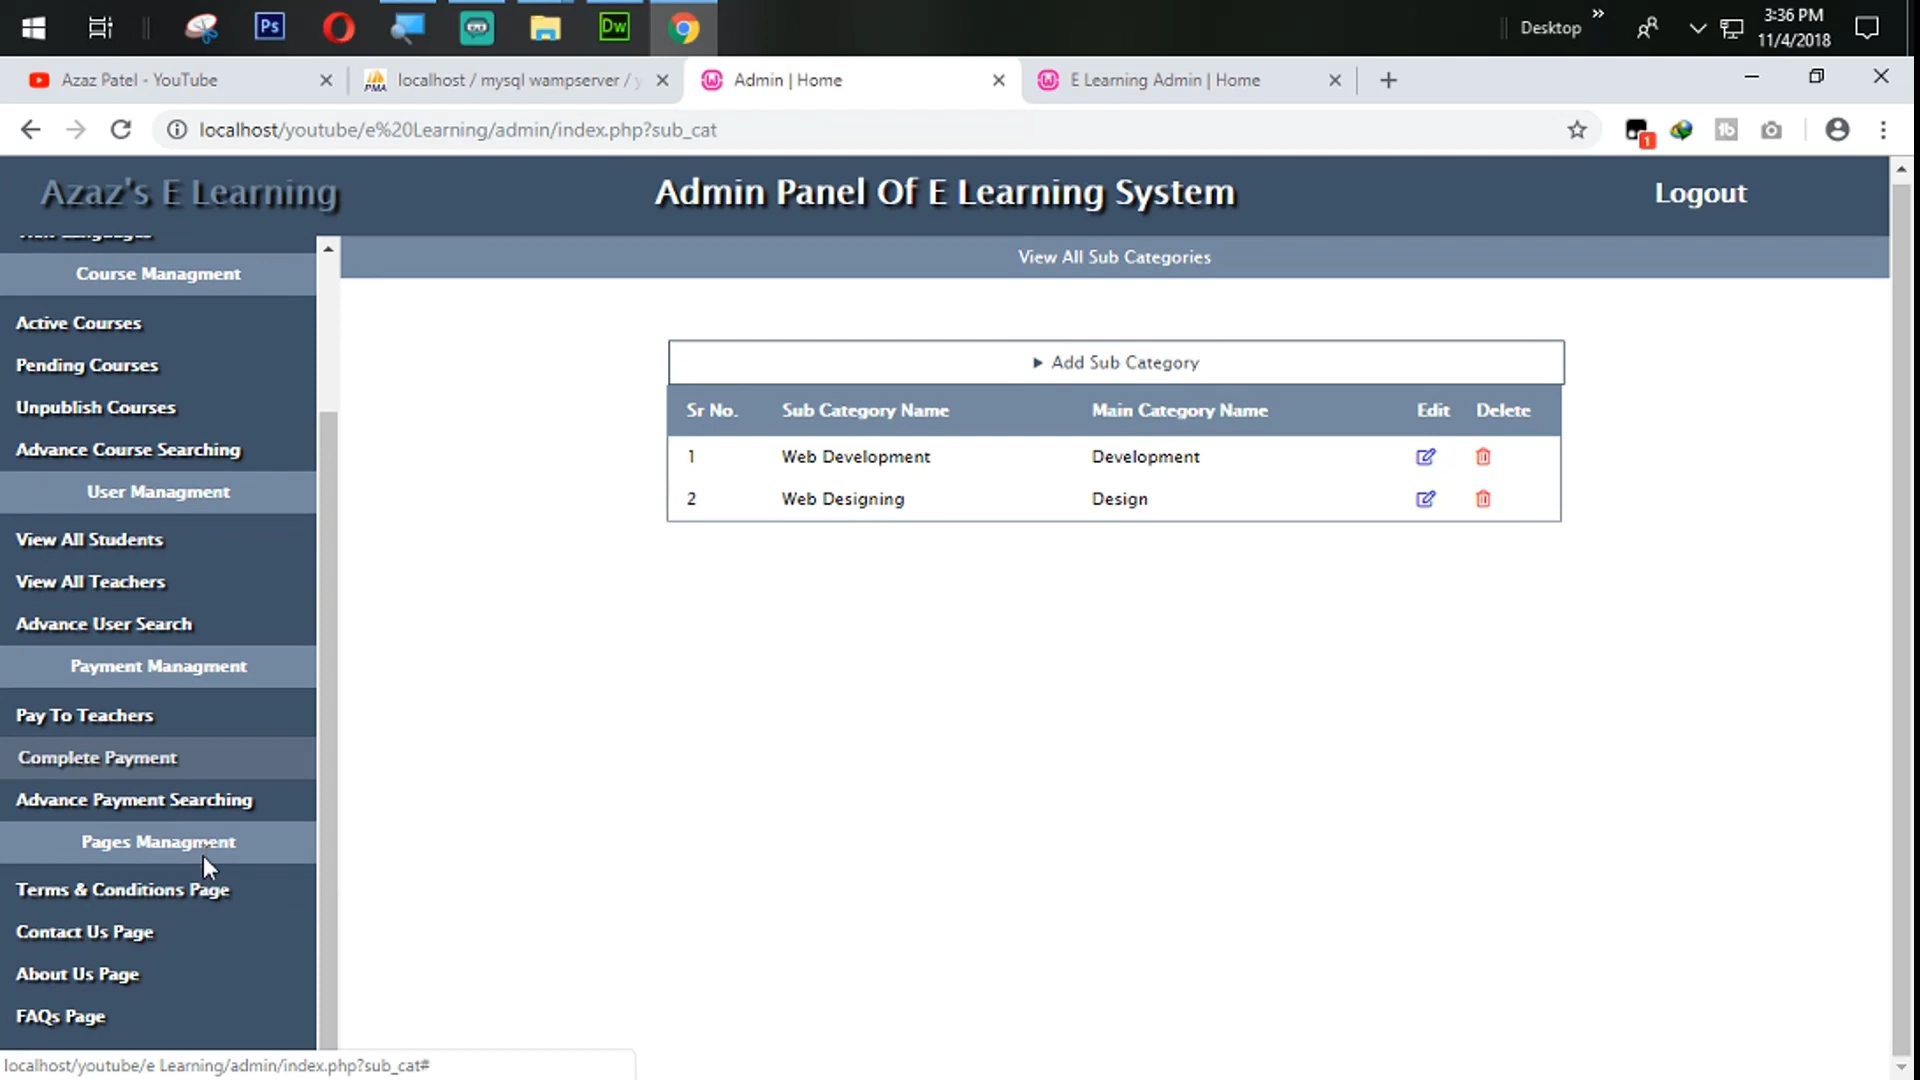 Ps
Dw
Desktop
»
3:36 PM
11/4/2018
Azaz Patel - YouTube
PMA
localhost / mysql wampserver / y
Admin | Home
E Learning Admin | Home
localhost/youtube/e%20Learning/admin/index.php?sub_cat
1
tb
Azaz's E Learning
Admin Panel Of E Learning System
Logout
View All Sub Categories
Course Managment
Active Courses
Pending Courses
Unpublish Courses
Advance Course Searching
User Managment
View All Students
View All Teachers
Advance User Search
Payment Managment
Pay To Teachers
Complete Payment
Advance Payment Searching
Pages Managment
Terms & Conditions Page
Contact Us Page
About Us Page
FAQs Page
Add Sub Category
Sr No. Sub Category Name Main Category Name Edit Delete
1 Web Development Development
2 Web Designing Design
localhost/youtube/e Learning/admin/index.php?sub_cat#